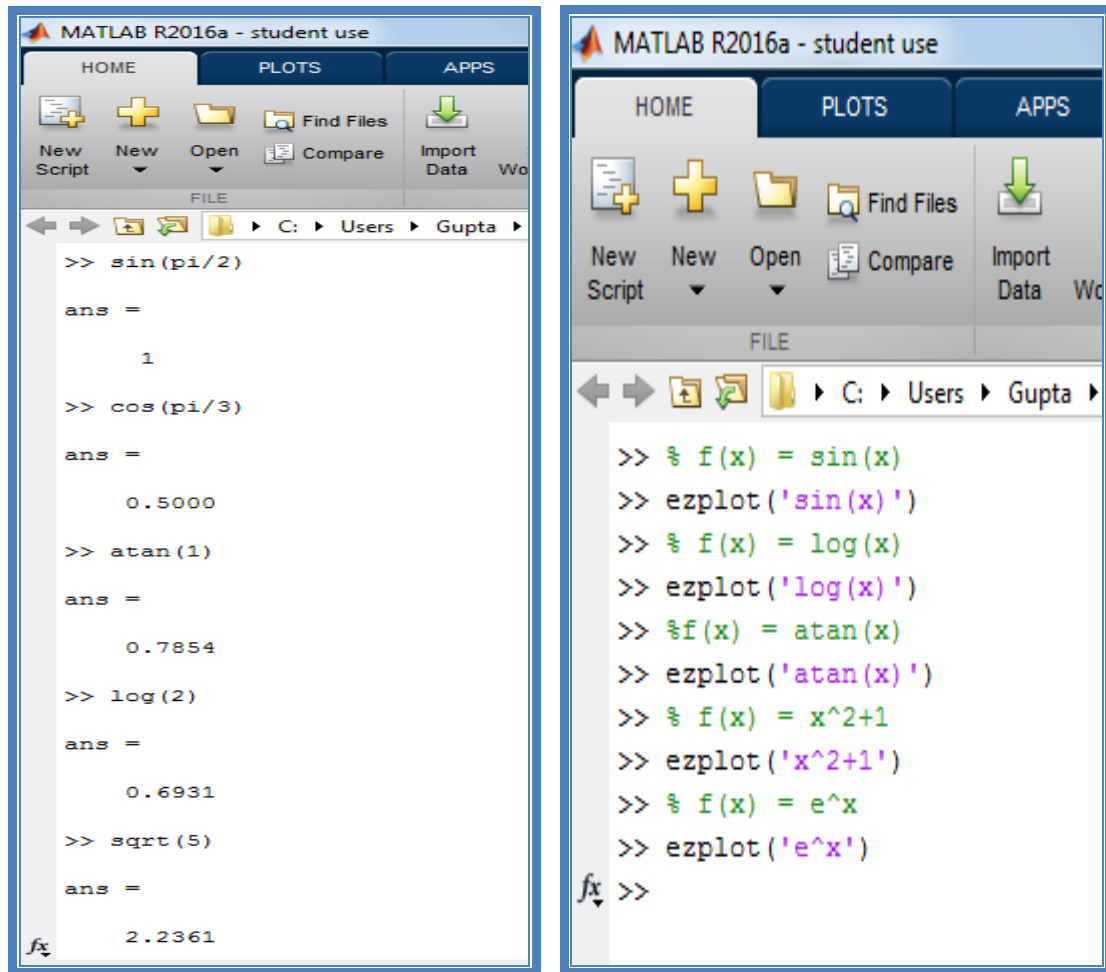 MATLAB R2016a - student use
HOME PLOTS APPS
Find Files
New New Open Compare Import
Script Data Wo
FILE
C: Users Gupta
>> sin(pi/2)
ans =
1
>> cos(pi/3)
ans =
0.5000
>> atan(1)
ans =
0.7854
>> log(2)
ans =
0.6931
>> sqrt(5)
ans =
2.2361
fx
MATLAB R2016a - student use
HOME PLOTS APPS
Find Files
New New Open Compare Import
Script Data Wo
FILE
C: Users Gupta
>> % f(x) = sin(x)
>> ezplot('sin(x)')
>> % f(x) = log(x)
>> ezplot('log(x)')
>> %f(x) = atan(x)
>> ezplot('atan(x)')
>> % f(x) = x^2+1
>> ezplot('x^2+1')
>> % f(x) = e^x
>> ezplot('e^x')
fx >>